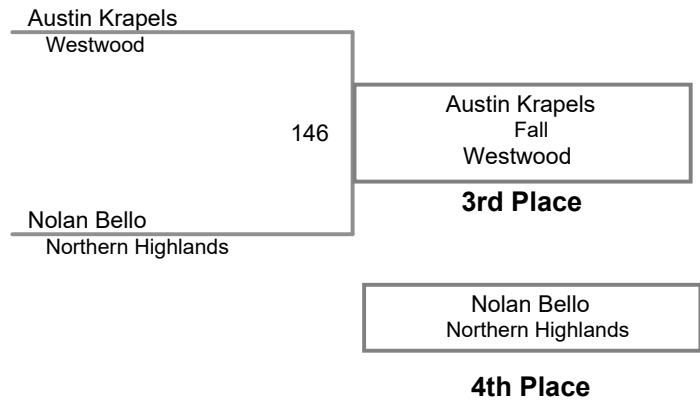 Austin Krapels
Westwood
146
Austin Krapels
Fall
Westwood
3rd Place
Nolan Bello
Northern Highlands
Nolan Bello
Northern Highlands
4th Place